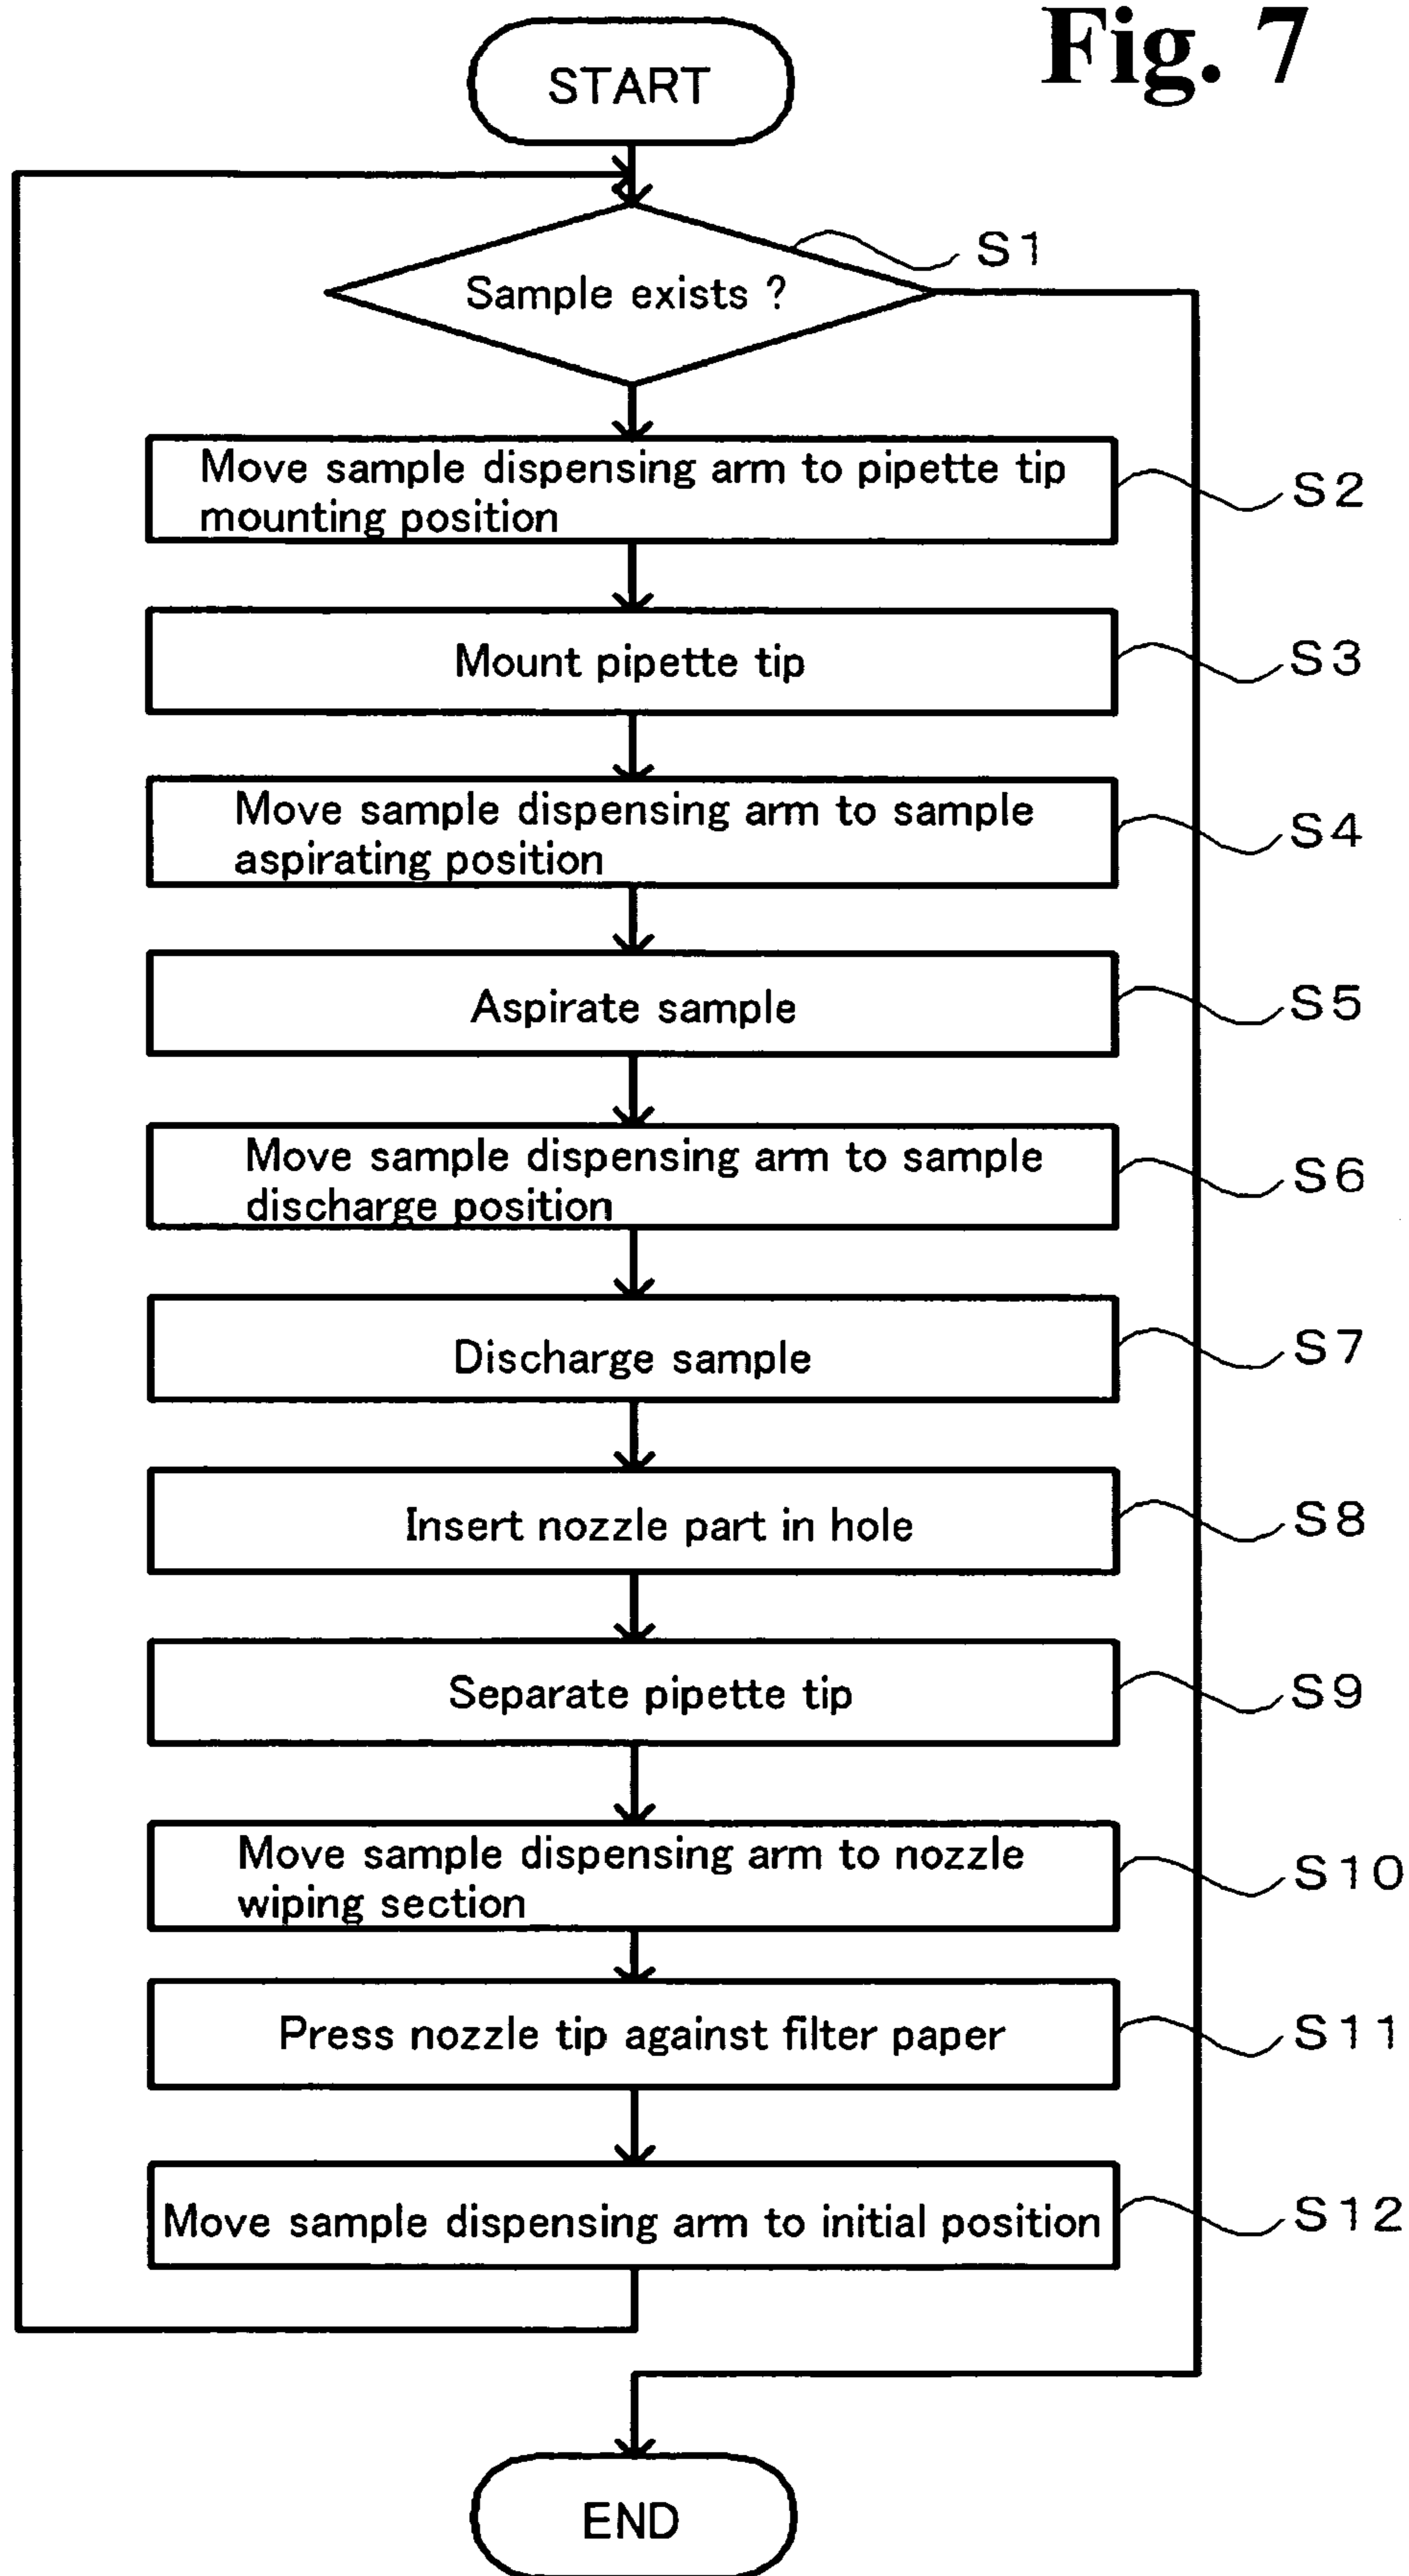 Fig. 7
START
Sample exists ?
S1
Move sample dispensing arm to pipette tip
mounting position
S2
Mount pipette tip
S3
Move sample dispensing arm to sample
aspirating position
S4
Aspirate sample
S5
Move sample dispensing arm to sample
discharge position
S6
Discharge sample
S7
Insert nozzle part in hole
S8
Separate pipette tip
S9
Move sample dispensing arm to nozzle
wiping section
S10
Press nozzle tip against filter paper
S11
Move sample dispensing arm to initial position
S12
END